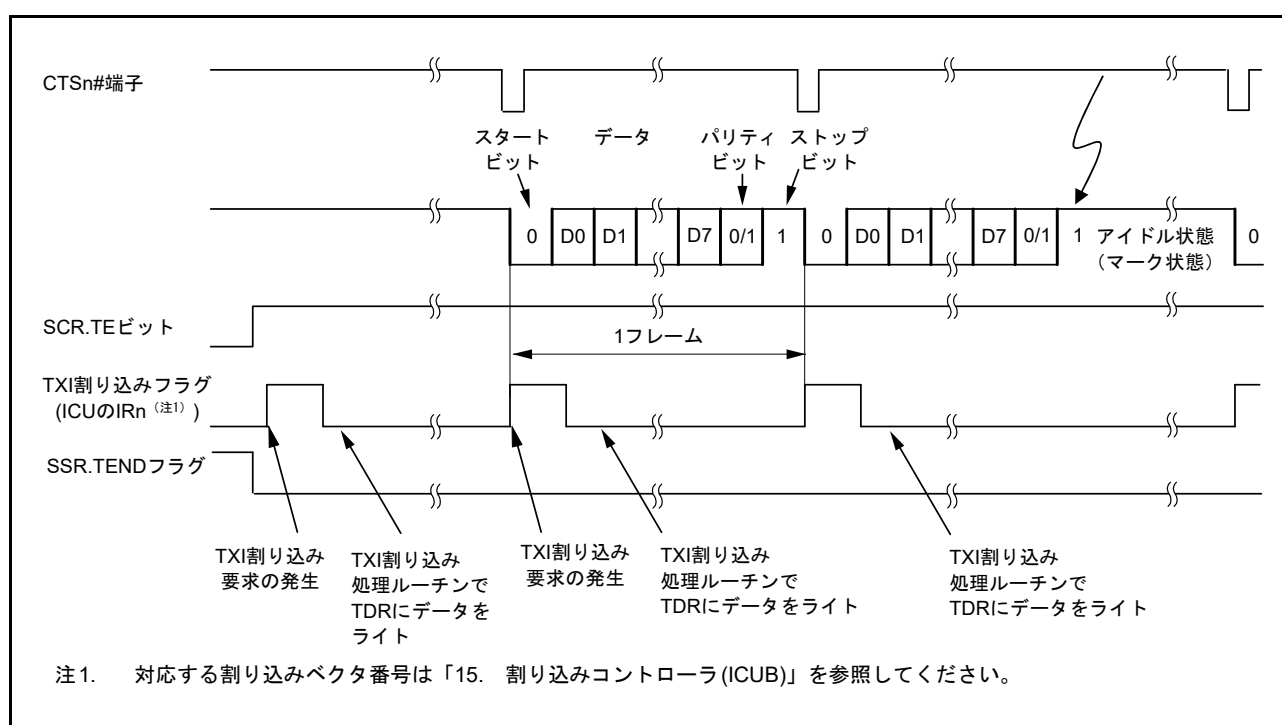 CTSn#端子
スタート
ビット
データ
パリティ
ビット
ストップ
ビット
0 D0 D1 D7 0/1 1 0 D0 D1 D7 0/1 1 アイドル状態 0
(マーク状態)
SCR.TEビット
1フレーム
TXI割り込みフラグ
(ICUのIRn (注1) )
SSR.TENDフラグ
TXI割り込み
要求の発生
TXI割り込み
処理ルーチンで
TDRにデータを
ライト
TXI割り込み
要求の発生
TXI割り込み
処理ルーチンで
TDRにデータをライト
TXI割り込み
処理ルーチンで
TDRにデータをライト
注1. 対応する割り込みベクタ番号は「15. 割り込みコントローラ(ICUB)」を参照してください。